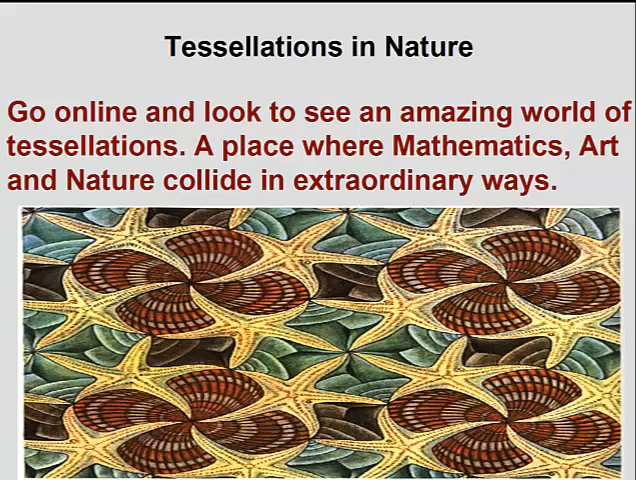 Tessellations in Nature
Go online and look to see an amazing world of
tessellations. A place where Mathematics, Art
and Nature collide in extraordinary ways.